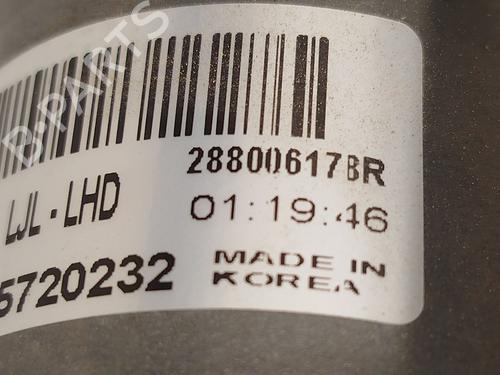 B-PARTS
28800617BR
LJL - LHD
01:19:46
5720232
MADE IN
KOREA